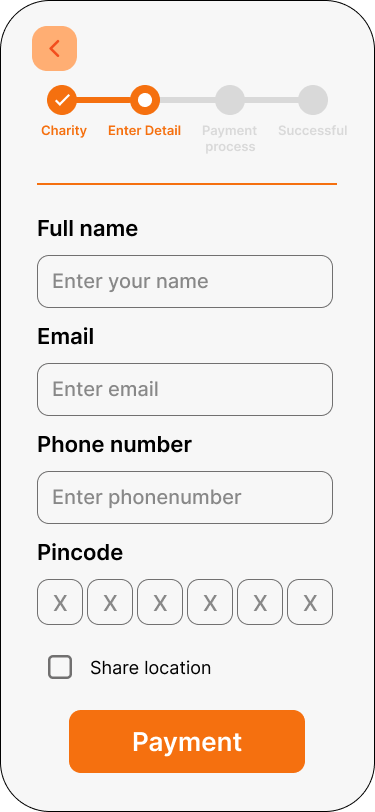 Charity Enter Detail Payment process Successful
Full name
Enter your name
Email
Enter email
Phone number
Enter phonenumber
Pincode
X X X X X X
Share location
Payment